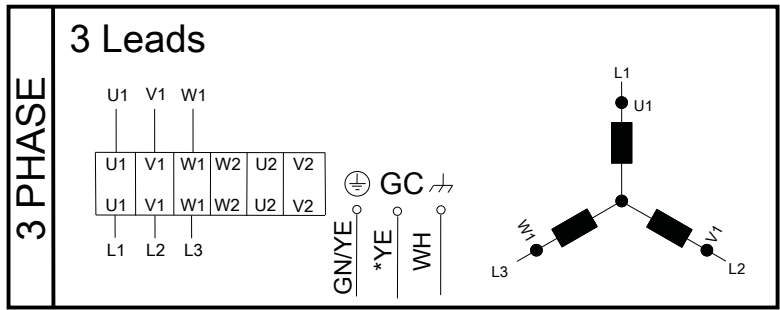 3 PHASE
3 Leads
U1 V1 W1
U1 V1 W1 W2 U2 V2
U1 V1 W1 W2 U2 V2
L1 L2 L3
GC
GN/YE
*YE
WH
L1
U1
W1
L3
V1
L2